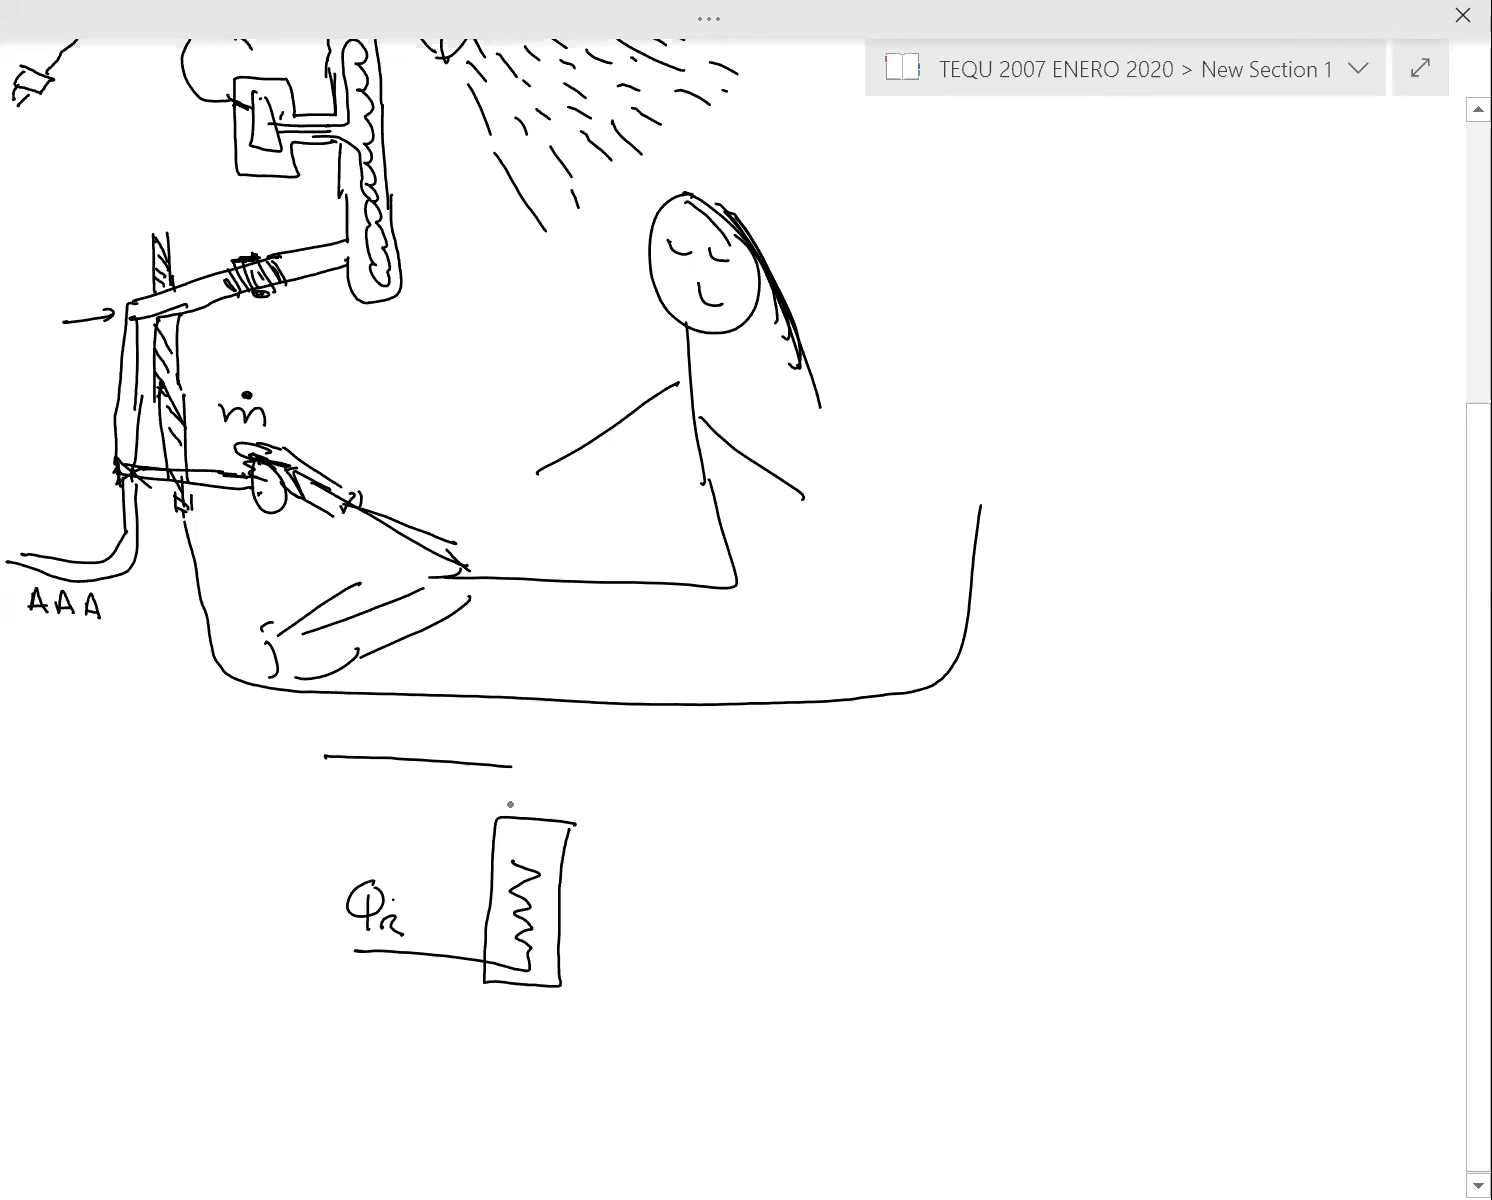 TEQU 2007 ENERO 2020 > New Section 1
ṁ
AAA